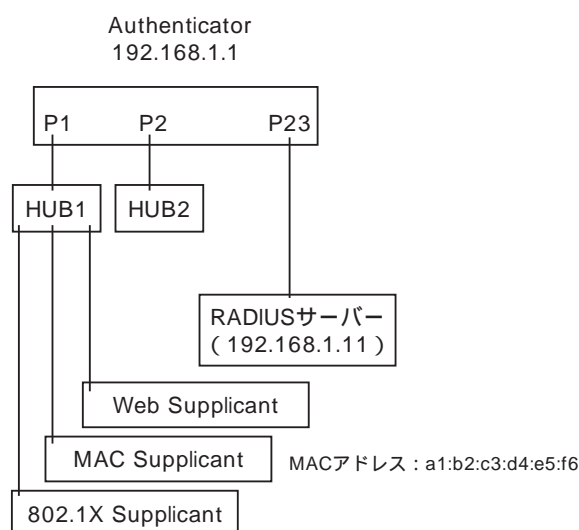 Authenticator
192.168.1.1
P1 P2 P23
HUB1 HUB2
RADIUSサーバー
(192.168.1.11)
Web Supplicant
MAC Supplicant MACアドレス:a1:b2:c3:d4:e5:f6
802.1X Supplicant